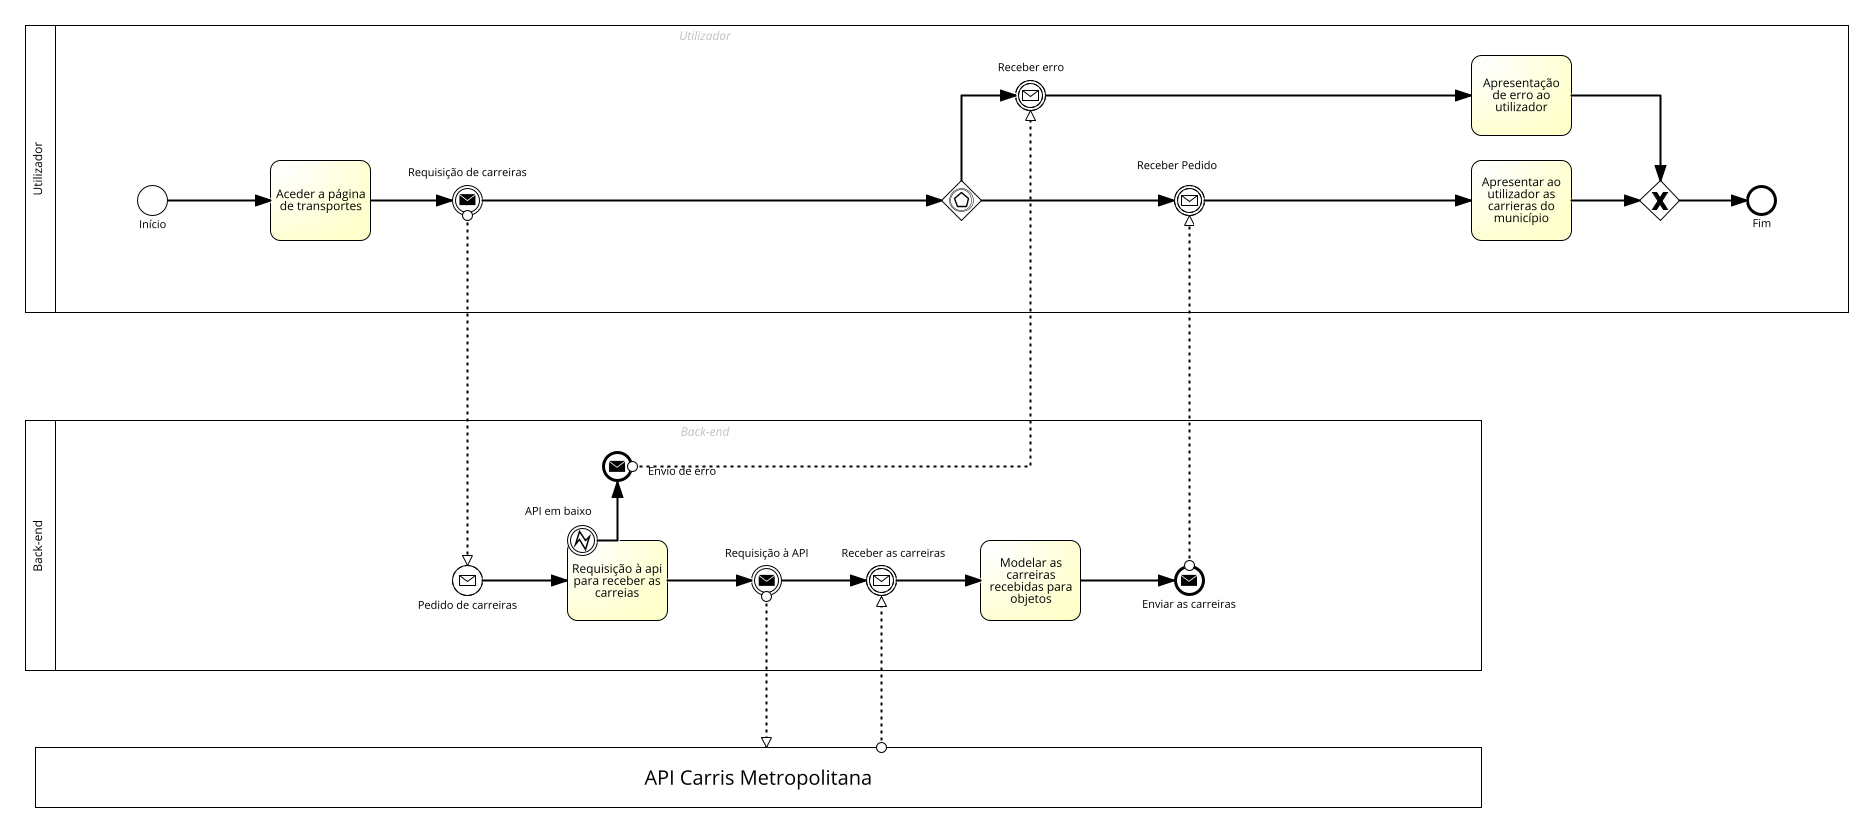 Utilizador
Utilizador
Receber erro
Apresentação
de erro ao
utilizador
Requisição de carreiras
Receber Pedido
Aceder a página
de transportes
Apresentar ao
utilizador as
carrieras do
município
Início
Fim
Back-end
Back-end
Envio de erro
API em baixo
Requisição à api
para receber as
carreias
Requisição à API
Receber as carreiras
Modelar as
carreiras
recebidas para
objetos
Pedido de carreiras
Enviar as carreiras
API Carris Metropolitana